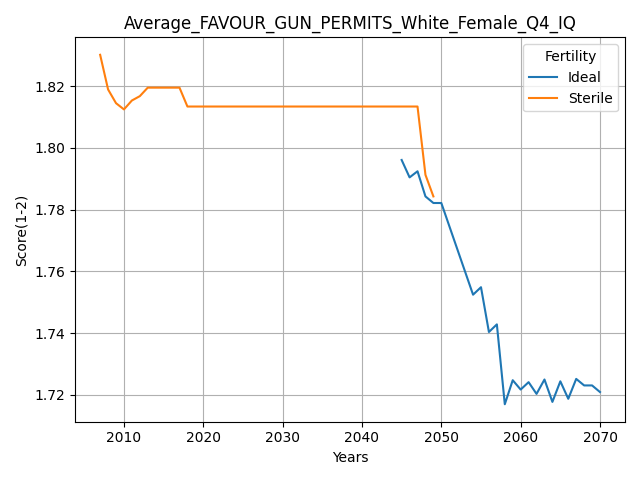 Average_FAVOUR_GUN_PERMITS_White_Female_Q4_IQ
Fertility
Ideal
Sterile
Score(1-2)
1.82
1.80
1.78
1.76
1.74
1.72
2010 2020 2030 2040 2050 2060 2070
Years